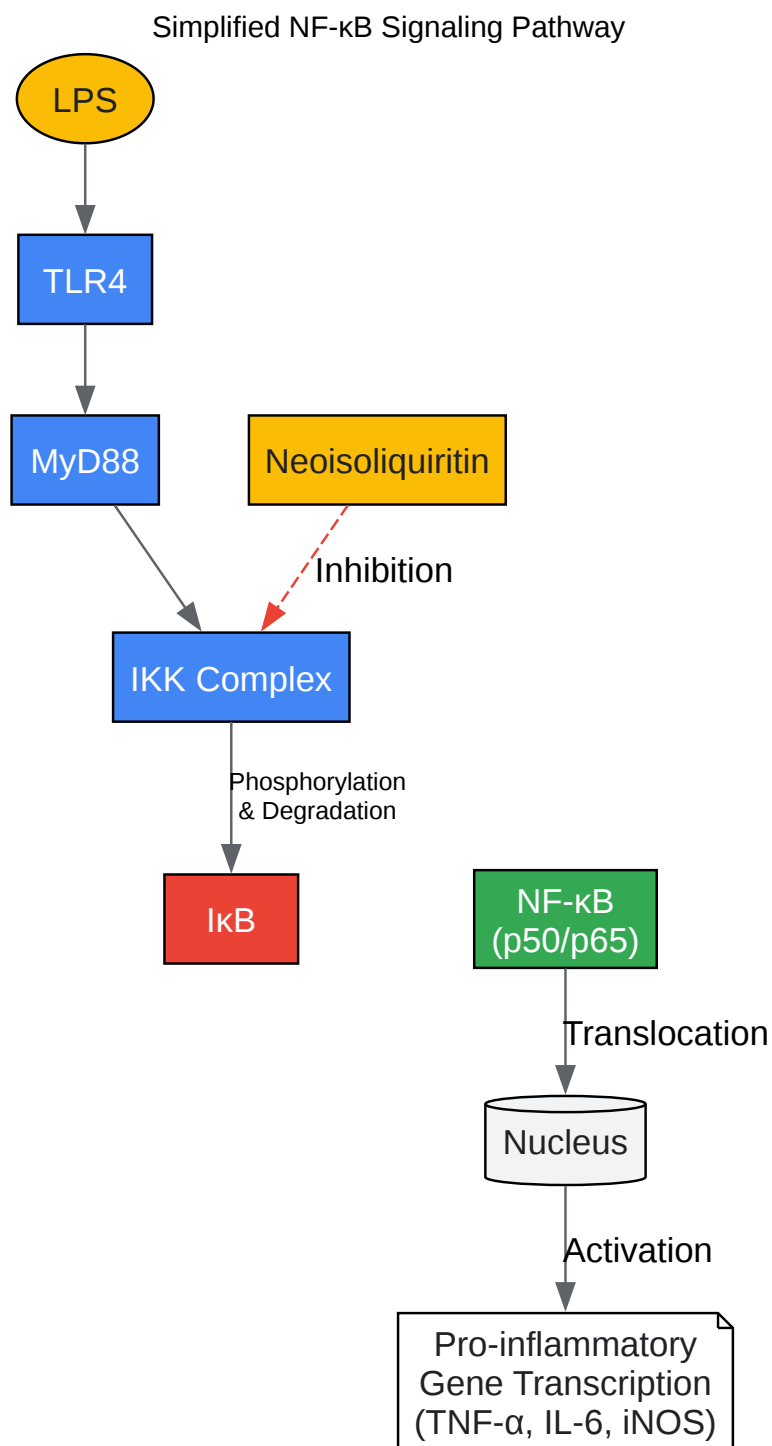 Simplified NF-κB Signaling Pathway
LPS
TLR4
MyD88
Neoisoliquiritin
Inhibition
IKK Complex
Phosphorylation
& Degradation
IκB
NF-κB
(p50/p65)
Translocation
Nucleus
Activation
Pro-inflammatory
Gene Transcription
(TNF-α, IL-6, iNOS)